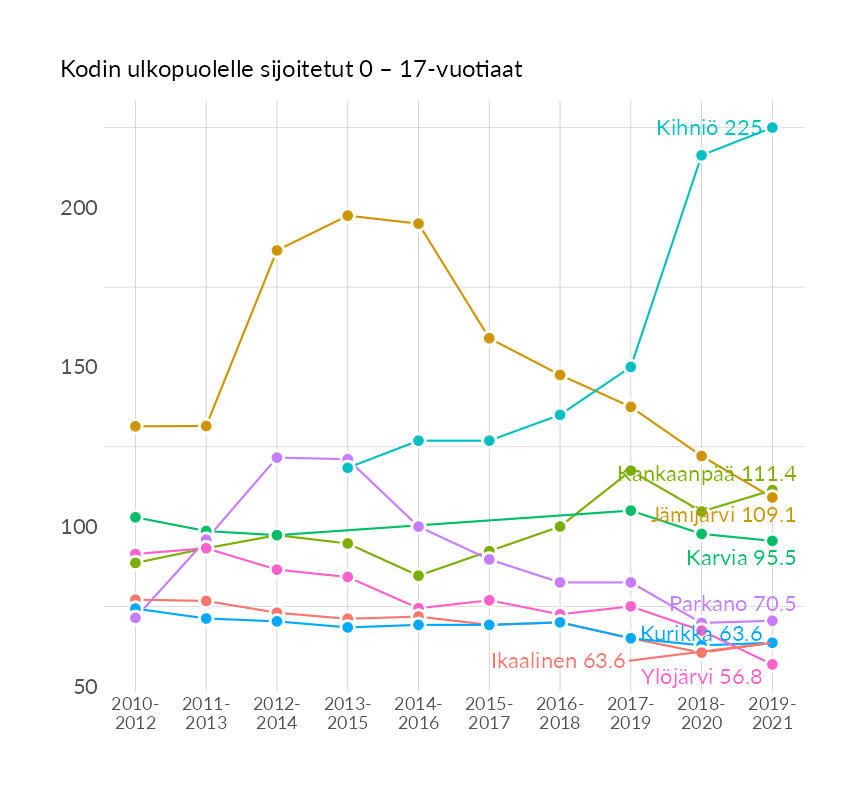 Kodin ulkopuolelle sijoitetut 0 – 17-vuotiaat
Kihniö 225
200
150
Kankaanpää 111.4
Jämijärvi 109.1
100
Karvia 95.5
Parkano 70.5
Kurikka 63.6
Ikaalinen 63.6
Ylöjärvi 56.8
50
2010- 2011- 2012- 2013- 2014- 2015- 2016- 2017- 2018- 2019-
2012 2013 2014 2015 2016 2017 2018 2019 2020 2021